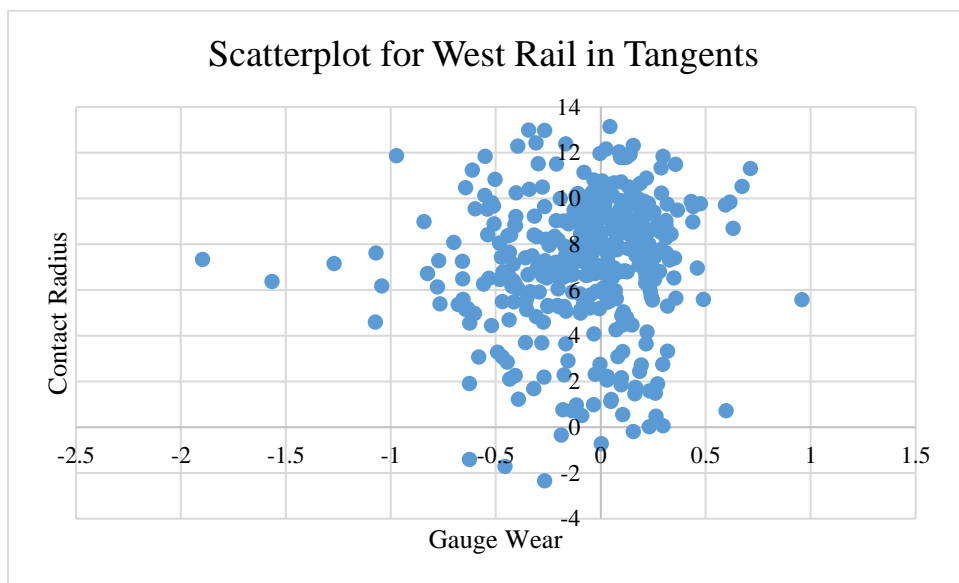 Scatterplot for West Rail in Tangents
14
12
10
8
6
4
2
0
-2
-4
-2.5 -2 -1.5 -1 -0.5 0 0.5 1 1.5
Contact Radius
Gauge Wear